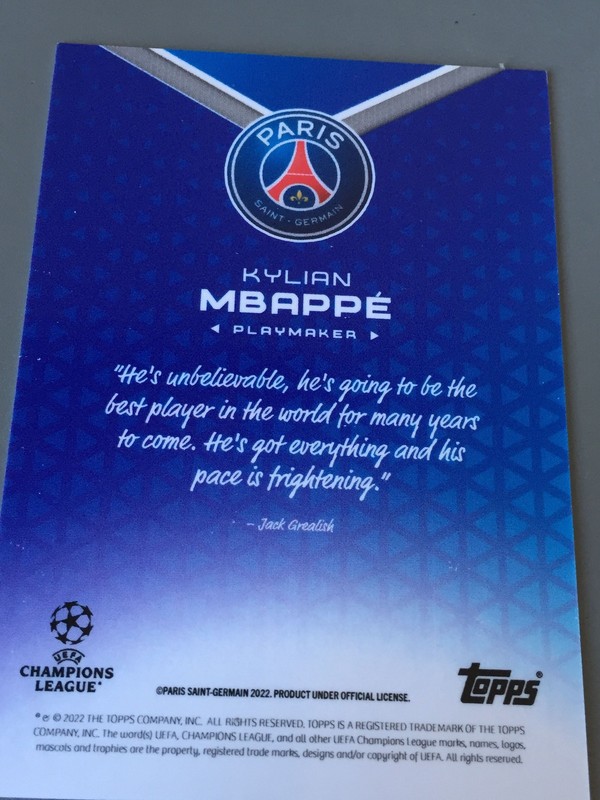 PARIS
SAINT-GERMAIN
KYLIAN
MBAPPÉ
◄ PLAYMAKER ►
"He's unbelievable, he's going to be the
best player in the world for many years
to come. He's got everything and his
pace is frightening."
- Jack Grealish
UEFA
CHAMPIONS
LEAGUE®
topps®
©PARIS SAINT-GERMAIN 2022. PRODUCT UNDER OFFICIAL LICENSE.
® & © 2022 THE TOPPS COMPANY, INC. ALL RIGHTS RESERVED. TOPPS IS A REGISTERED TRADEMARK OF THE TOPPS
COMPANY, INC. The word(s) UEFA, CHAMPIONS LEAGUE, and all other UEFA Champions League marks, names, logos,
mascots and trophies are the property, registered trade marks, designs and/or copyright of UEFA. All rights reserved.